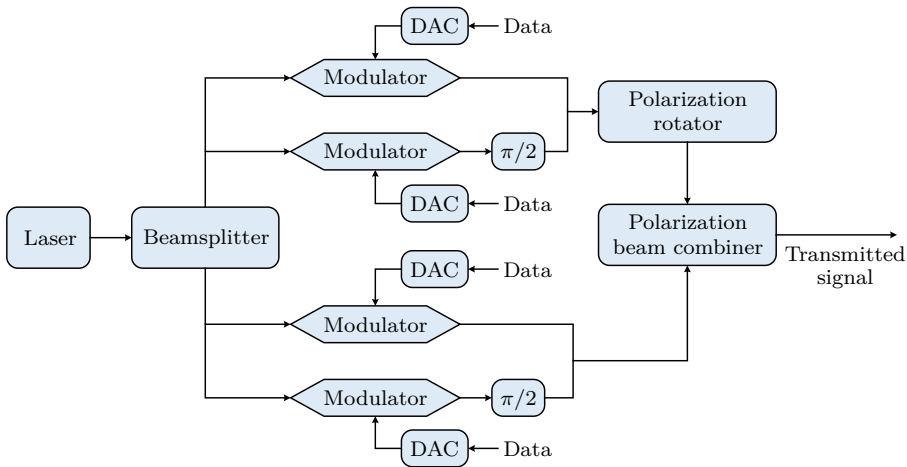 DAC
Data
Modulator
Polarization
rotator
Modulator
π/2
DAC
Data
Laser
Beamsplitter
Polarization
beam combiner
Transmitted
signal
DAC
Data
Modulator
Modulator
π/2
DAC
Data